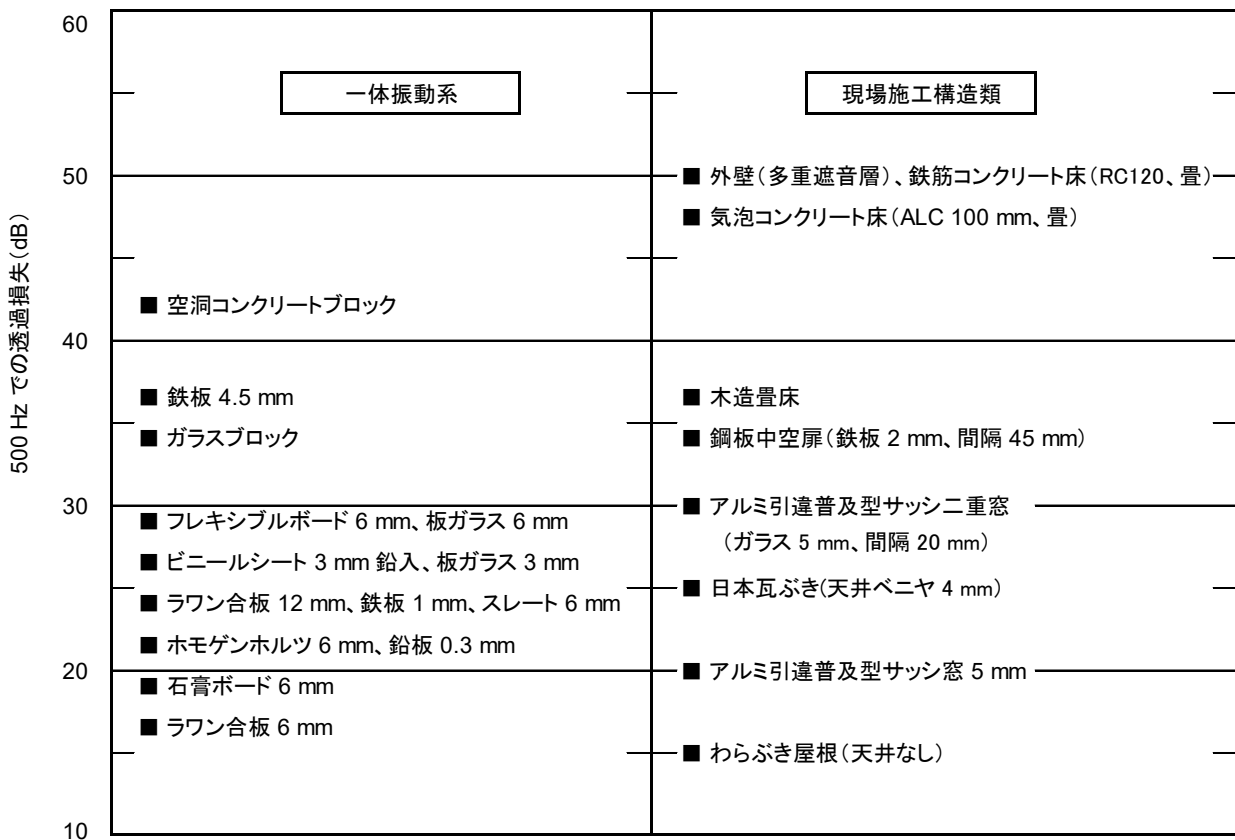 60
50
40
30
20
10
500 Hz での透過損失(dB)
一体振動系
■ 空洞コンクリートブロック
■ 鉄板 4.5 mm
■ ガラスブロック
■ フレキシブルボード 6 mm、板ガラス 6 mm
■ ビニールシート 3 mm 鉛入、板ガラス 3 mm
■ ラワン合板 12 mm、鉄板 1 mm、スレート 6 mm
■ ホモゲンホルツ 6 mm、鉛板 0.3 mm
■ 石膏ボード 6 mm
■ ラワン合板 6 mm
現場施工構造類
■ 外壁(多重遮音層)、鉄筋コンクリート床(RC120、畳)
■ 気泡コンクリート床(ALC 100 mm、畳)
■ 木造畳床
■ 鋼板中空扉(鉄板 2 mm、間隔 45 mm)
■ アルミ引違普及型サッシ二重窓
(ガラス 5 mm、間隔 20 mm)
■ 日本瓦ぶき(天井ベニヤ 4 mm)
■ アルミ引違普及型サッシ窓 5 mm
■ わらぶき屋根(天井なし)